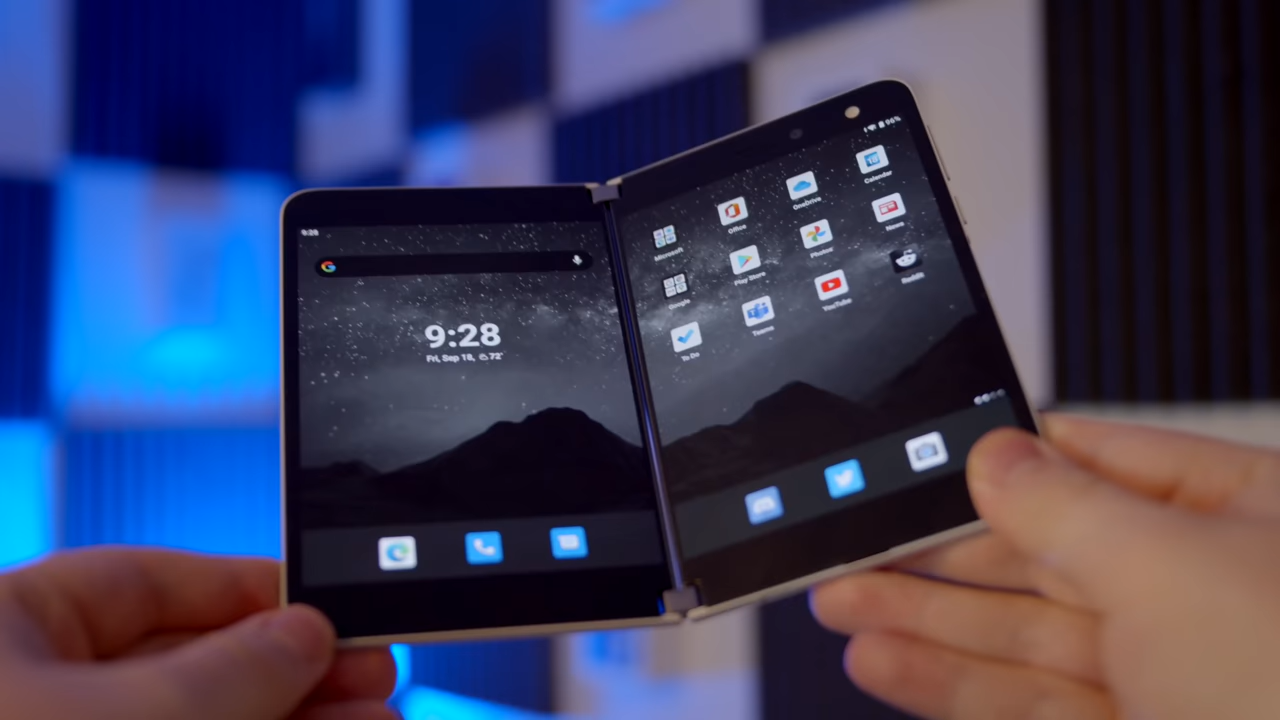 9:28
9:28
Fri, Sep 18, 72°
96%
Microsoft
Office
OneDrive
Calendar
Google
Play Store
Photos
News
To Do
Teams
YouTube
Reddit